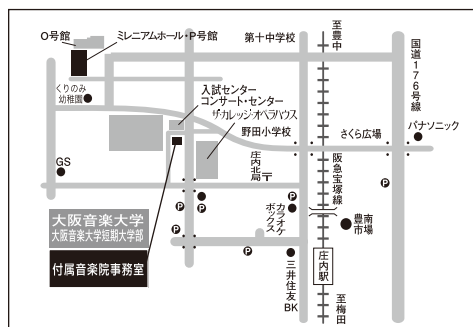 O号館
ミレニアムホール・P号館
第十中学校
至豊中
国道176号線
くりのみ
幼稚園
入試センター
コンサート・センター
ザ・カレッジ・オペラハウス
野田小学校
さくら広場
パナソニック
GS
庄内北局〒
阪急宝塚線
P
P
P
P
P
P
カラオケ
ボックス
豊南
市場
大阪音楽大学
大阪音楽大学短期大学部
付属音楽院事務室
三井住友
BK
庄内駅
至梅田